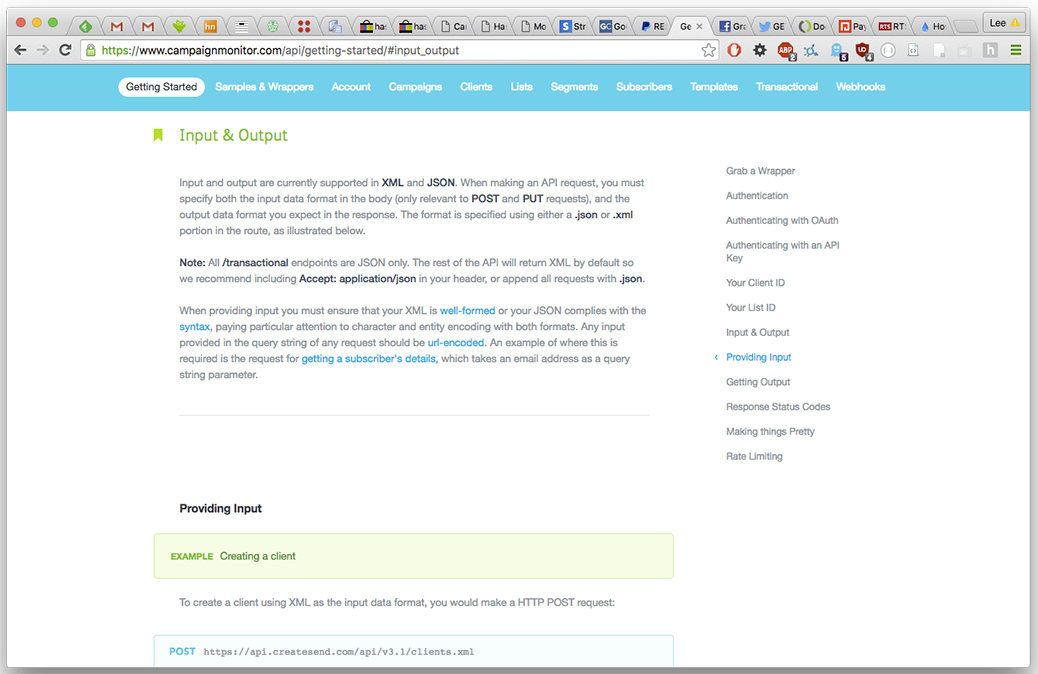 hn
has
has
Ca
Ha
Mo
S Str
GC Go
RE
Ge ×
Gra
GE
Do
Pay
RTS RTS
Ho
Lee
https://www.campaignmonitor.com/api/getting-started/#input_output
ABP
2
5
4
h
Getting Started Samples & Wrappers Account Campaigns Clients Lists Segments Subscribers Templates Transactional Webhooks
Input & Output
Input and output are currently supported in XML and JSON. When making an API request, you must
specify both the input data format in the body (only relevant to POST and PUT requests), and the
output data format you expect in the response. The format is specified using either a .json or .xml
portion in the route, as illustrated below.
Note: All /transactional endpoints are JSON only. The rest of the API will return XML by default so
we recommend including Accept: application/json in your header, or append all requests with .json.
When providing input you must ensure that your XML is well-formed or your JSON complies with the
syntax, paying particular attention to character and entity encoding with both formats. Any input
provided in the query string of any request should be url-encoded. An example of where this is
required is the request for getting a subscriber's details, which takes an email address as a query
string parameter.
Grab a Wrapper
Authentication
Authenticating with OAuth
Authenticating with an API
Key
Your Client ID
Your List ID
Input & Output
‹ Providing Input
Getting Output
Response Status Codes
Making things Pretty
Rate Limiting
Providing Input
EXAMPLE Creating a client
To create a client using XML as the input data format, you would make a HTTP POST request:
POST https://api.createsend.com/api/v3.1/clients.xml